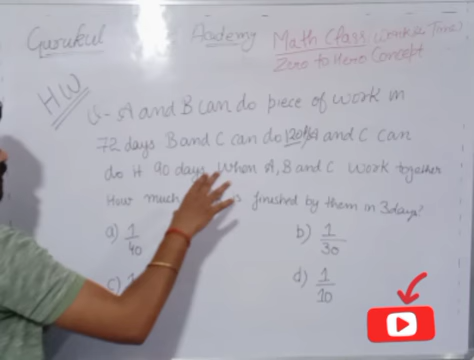 Gurukul Academy Math Class (Work & Time)
Zero to Hero Concept
HW
A and B can do piece of work in
72 days B and C can do 120 A and C can
do it 90 days When A, B and C work together
How much finished by them in 3 days?
a) 1/40
b) 1/30
c)
d) 1/10